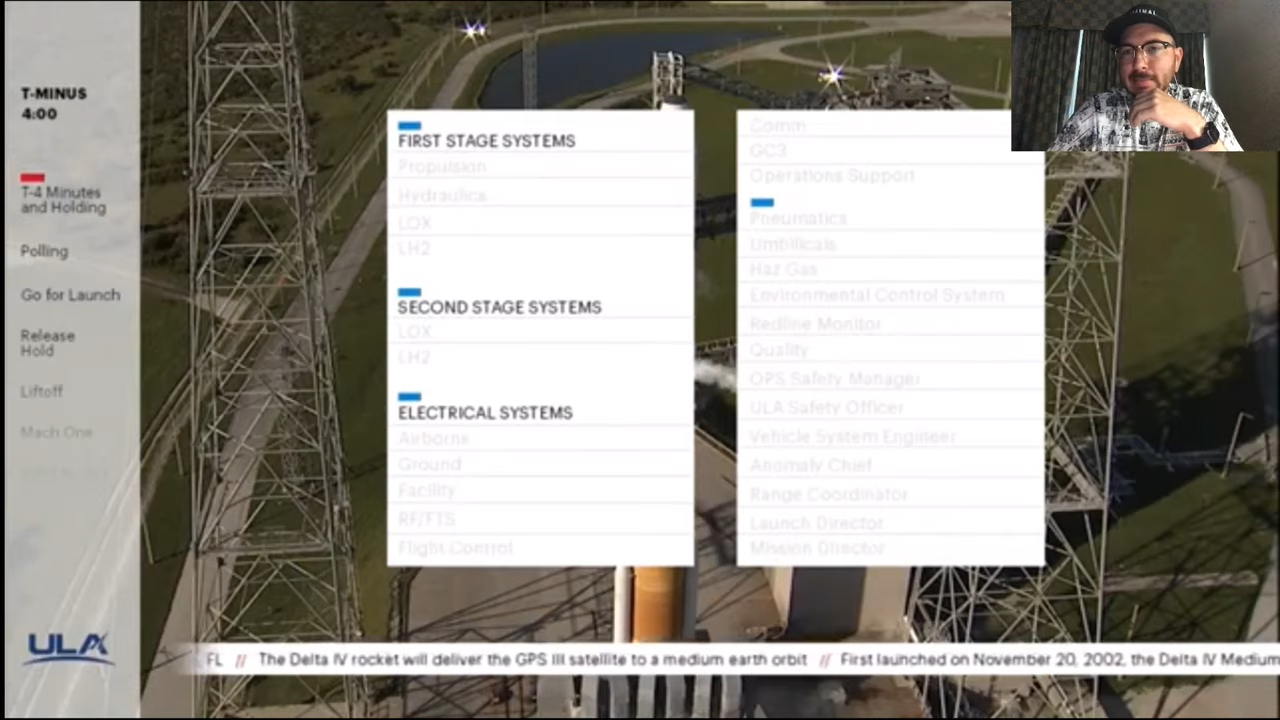 T-MINUS
4:00
T-4 Minutes
and Holding
Polling
Go for Launch
Release
Hold
Liftoff
Mach One
ULA
FIRST STAGE SYSTEMS
Propulsion
Hydraulics
LOX
LH2
SECOND STAGE SYSTEMS
LOX
LH2
ELECTRICAL SYSTEMS
Airborne
Ground
Facility
RF/FTS
Flight Control
Comm
GC3
Operations Support
Pneumatics
Umbilicals
Haz Gas
Environmental Control System
Redline Monitor
Quality
OPS Safety Manager
ULA Safety Officer
Vehicle System Engineer
Anomaly Chief
Range Coordinator
Launch Director
Mission Director
FL // The Delta IV rocket will deliver the GPS III satellite to a medium earth orbit // First launched on November 20, 2002, the Delta IV Medium